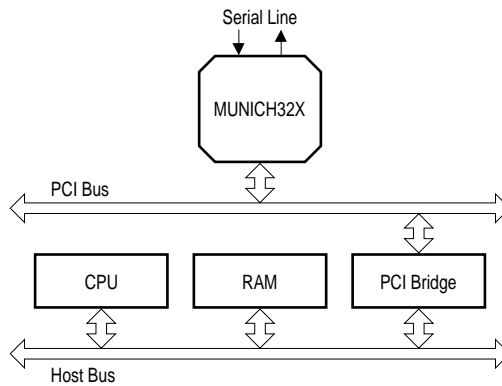 Serial Line
MUNICH32X
PCI Bus
CPU
RAM
PCI Bridge
Host Bus